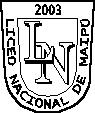 2003
LICEO NACIONAL DE MAIPÚ
LN